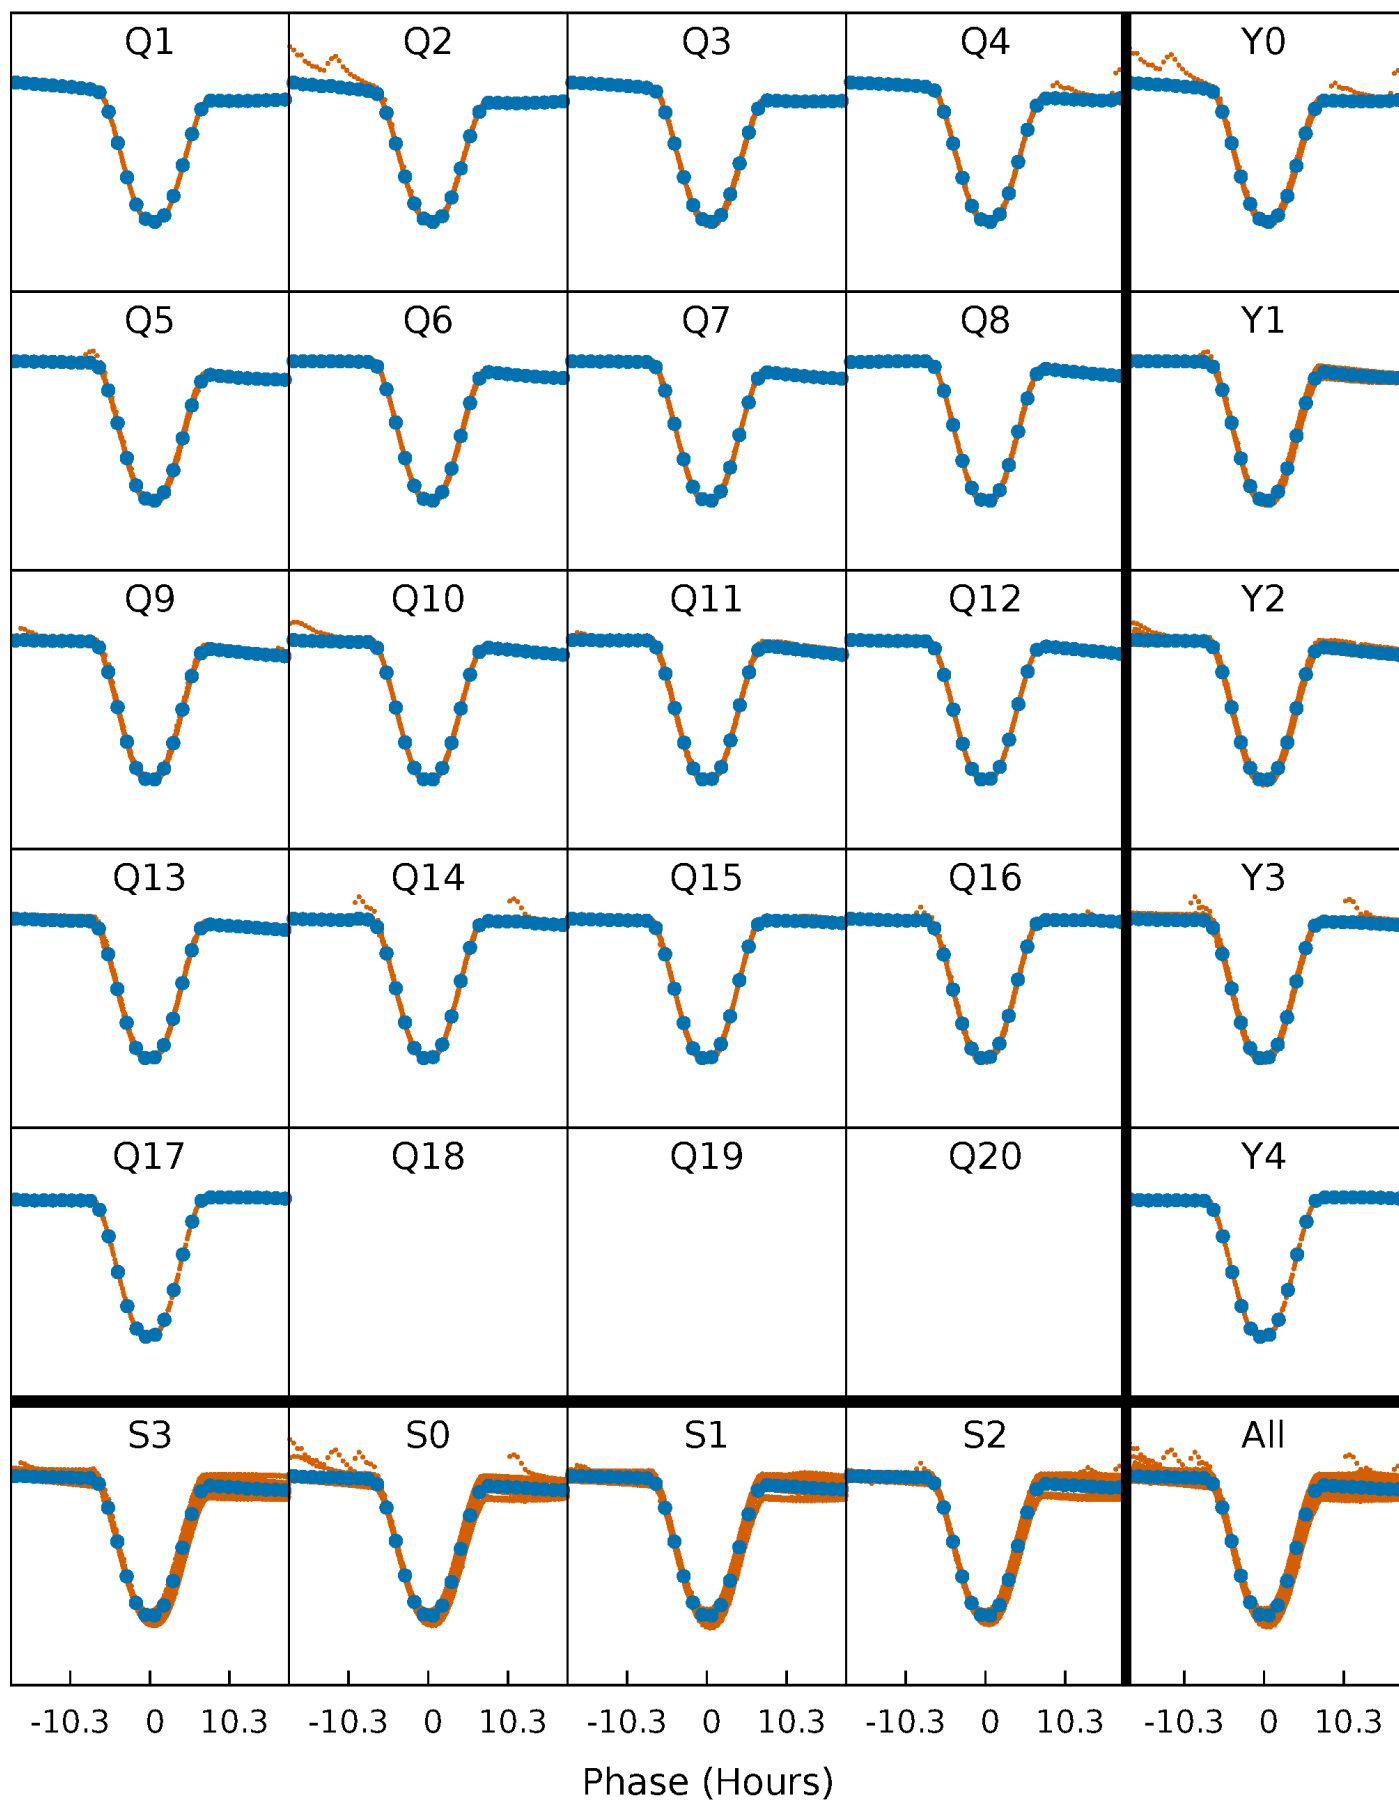 Q1 Q2 Q3 Q4 Y0
Q5 Q6 Q7 Q8 Y1
Q9 Q10 Q11 Q12 Y2
Q13 Q14 Q15 Q16 Y3
Q17 Q18 Q19 Q20 Y4
S3 S0 S1 S2 All
-10.3 0 10.3 -10.3 0 10.3 -10.3 0 10.3 -10.3 0 10.3 -10.3 0 10.3
Phase (Hours)